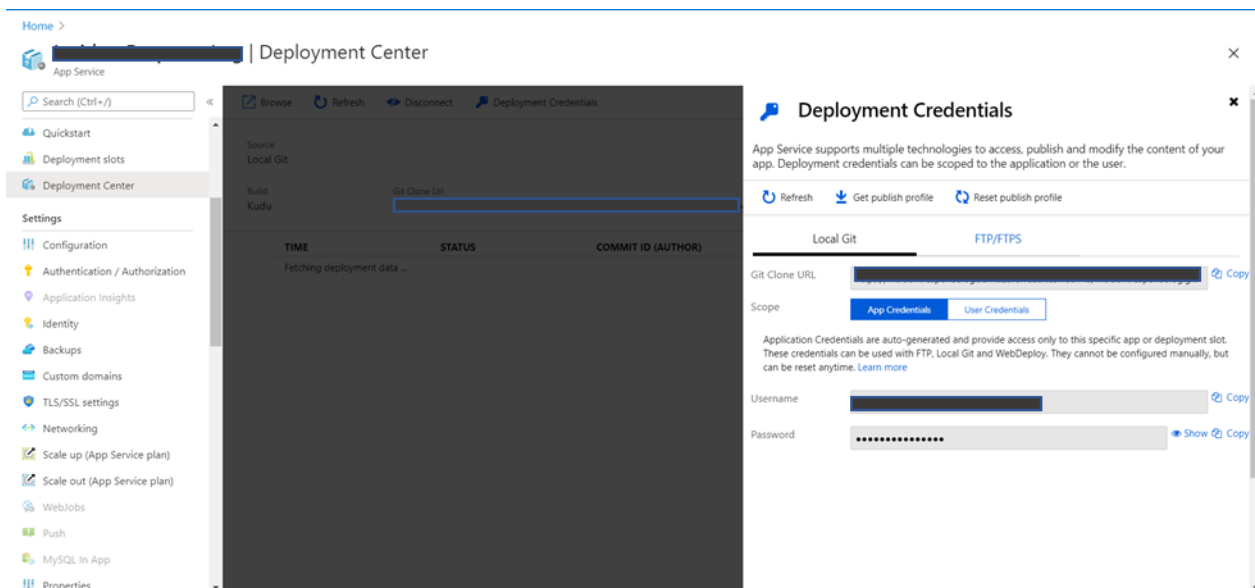 Home >
| Deployment Center
App Service
Search (Ctrl+/)
«
Quickstart
Deployment slots
Deployment Center
Settings
Configuration
Authentication / Authorization
Application Insights
Identity
Backups
Custom domains
TLS/SSL settings
Networking
Scale up (App Service plan)
Scale out (App Service plan)
WebJobs
Push
MySQL In App
Properties
Browse Refresh Disconnect Deployment Credentials
Source
Local Git
Build Git Clone Uri
Kudu
TIME STATUS COMMIT ID (AUTHOR)
Fetching deployment data ...
Deployment Credentials
App Service supports multiple technologies to access, publish and modify the content of your
app. Deployment credentials can be scoped to the application or the user.
Refresh Get publish profile Reset publish profile
Local Git FTP/FTPS
Git Clone URL Copy
Scope App Credentials User Credentials
Application Credentials are auto-generated and provide access only to this specific app or deployment slot.
These credentials can be used with FTP, Local Git and WebDeploy. They cannot be configured manually, but
can be reset anytime. Learn more
Username Copy
Password ••••••••••••••• Show Copy